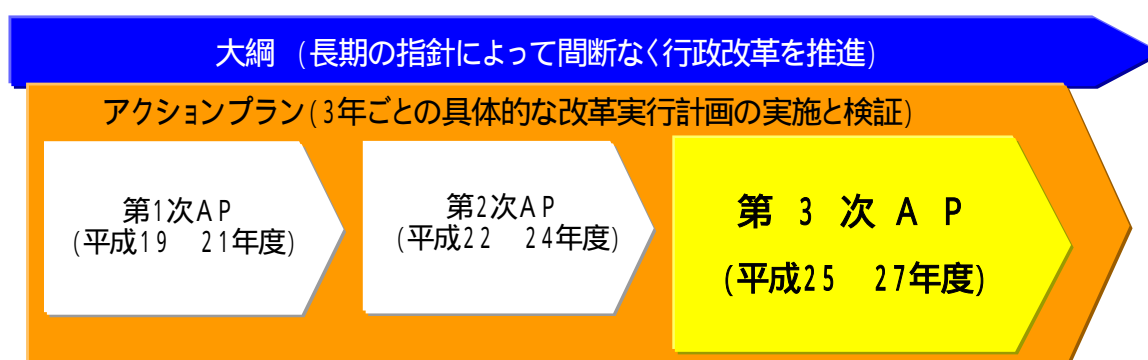 大綱 (長期の指針によって間断なく行政改革を推進)
アクションプラン(3年ごとの具体的な改革実行計画の実施と検証)
第1次AP
(平成19 21年度)
第2次AP
(平成22 24年度)
第 3 次 A P
(平成25 27年度)